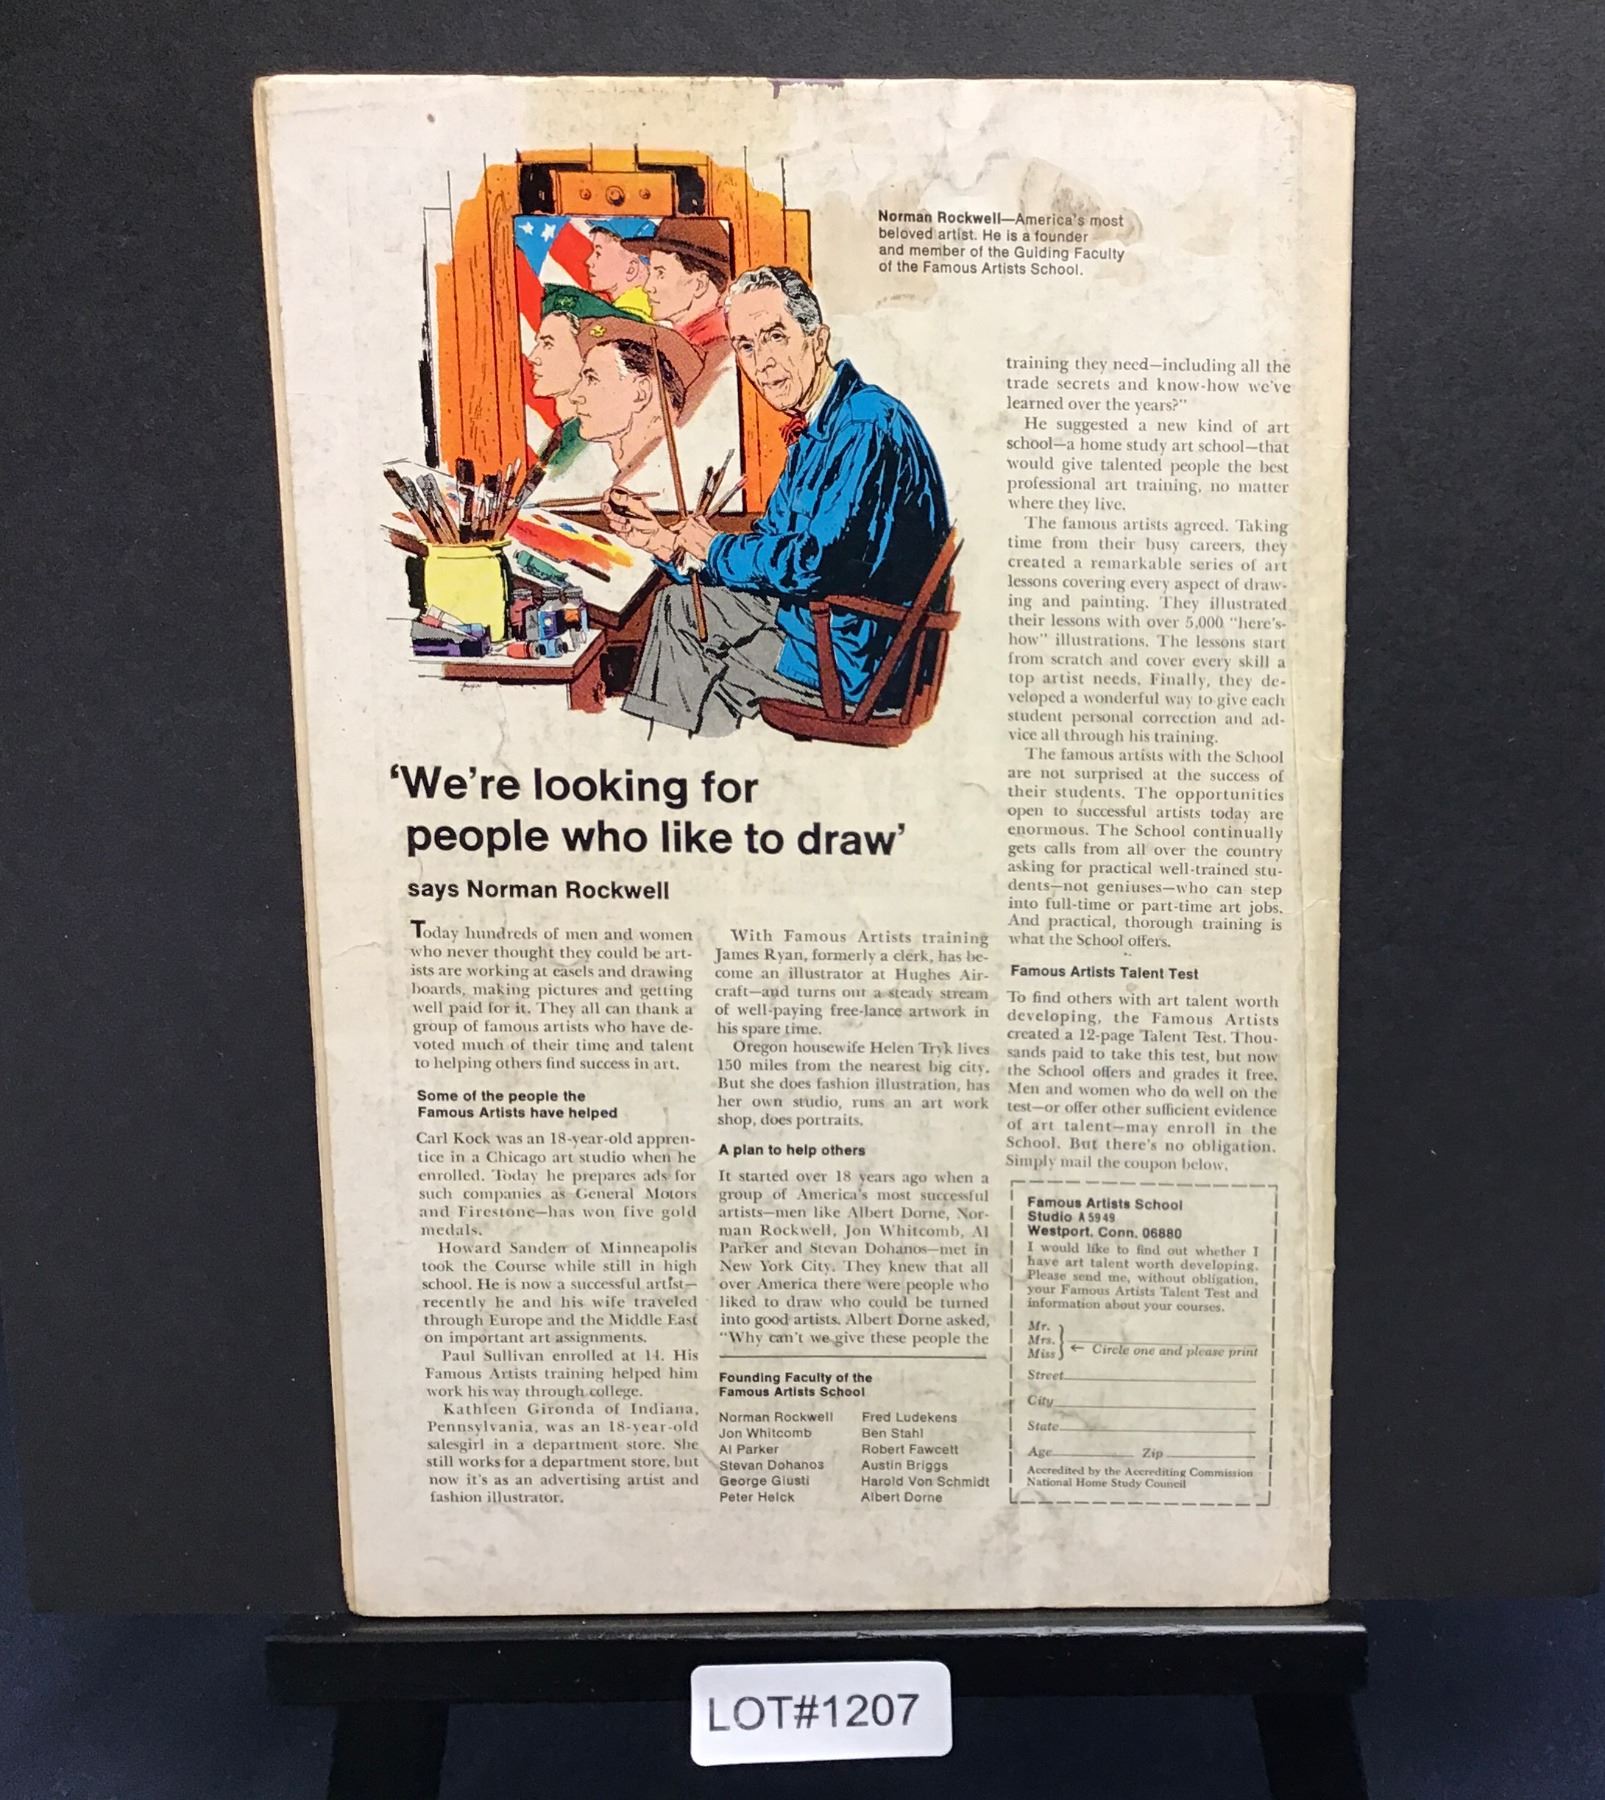 Norman Rockwell—America's most
beloved artist. He is a founder
and member of the Guiding Faculty
of the Famous Artists School.
'We're looking for
people who like to draw'
says Norman Rockwell
Today hundreds of men and women
who never thought they could be art-
ists are working at easels and drawing
boards, making pictures and getting
well paid for it. They all can thank a
group of famous artists who have de-
voted much of their time and talent
to helping others find success in art.
Some of the people the
Famous Artists have helped
Carl Kock was an 18-year-old appren-
tice in a Chicago art studio when he
enrolled. Today he prepares ads for
such companies as General Motors
and Firestone—has won five gold
medals.
Howard Sanden of Minneapolis
took the Course while still in high
school. He is now a successful artist—
recently he and his wife traveled
through Europe and the Middle East
on important art assignments.
Paul Sullivan enrolled at 14. His
Famous Artists training helped him
work his way through college.
Kathleen Gironda of Indiana,
Pennsylvania, was an 18-year-old
salesgirl in a department store. She
still works for a department store, but
now it's as an advertising artist and
fashion illustrator.
With Famous Artists training
James Ryan, formerly a clerk, has be-
come an illustrator at Hughes Air-
craft—and turns out a steady stream
of well-paying free-lance artwork in
his spare time.
Oregon housewife Helen Tryk lives
150 miles from the nearest big city.
But she does fashion illustration, has
her own studio, runs an art work
shop, does portraits.
A plan to help others
It started over 18 years ago when a
group of America's most successful
artists—men like Albert Dorne, Nor-
man Rockwell, Jon Whitcomb, Al
Parker and Stevan Dohanos—met in
New York City. They knew that all
over America there were people who
liked to draw who could be turned
into good artists. Albert Dorne asked,
"Why can't we give these people the
Founding Faculty of the
Famous Artists School
Norman Rockwell
Jon Whitcomb
Al Parker
Stevan Dohanos
George Giusti
Peter Helck
Fred Ludekens
Ben Stahl
Robert Fawcett
Austin Briggs
Harold Von Schmidt
Albert Dorne
training they need—including all the
trade secrets and know-how we've
learned over the years?"
He suggested a new kind of art
school—a home study art school—that
would give talented people the best
professional art training, no matter
where they live.
The famous artists agreed. Taking
time from their busy careers, they
created a remarkable series of art
lessons covering every aspect of draw-
ing and painting. They illustrated
their lessons with over 5,000 "here's-
how" illustrations. The lessons start
from scratch and cover every skill a
top artist needs. Finally, they de-
veloped a wonderful way to give each
student personal correction and ad-
vice all through his training.
The famous artists with the School
are not surprised at the success of
their students. The opportunities
open to successful artists today are
enormous. The School continually
gets calls from all over the country
asking for practical well-trained stu-
dents—not geniuses—who can step
into full-time or part-time art jobs.
And practical, thorough training is
what the School offers.
Famous Artists Talent Test
To find others with art talent worth
developing, the Famous Artists
created a 12-page Talent Test. Thou-
sands paid to take this test, but now
the School offers and grades it free.
Men and women who do well on the
test—or offer other sufficient evidence
of art talent—may enroll in the
School. But there's no obligation.
Simply mail the coupon below.
Famous Artists School
Studio A5949
Westport, Conn. 06880
I would like to find out whether I
have art talent worth developing.
Please send me, without obligation,
your Famous Artists Talent Test and
information about your courses.
Mr.
Mrs.
Miss ← Circle one and please print
Street
City
State
Age Zip
Accredited by the Accrediting Commission
National Home Study Council
LOT#1207